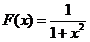 F(x) = 1/(1 + x²)